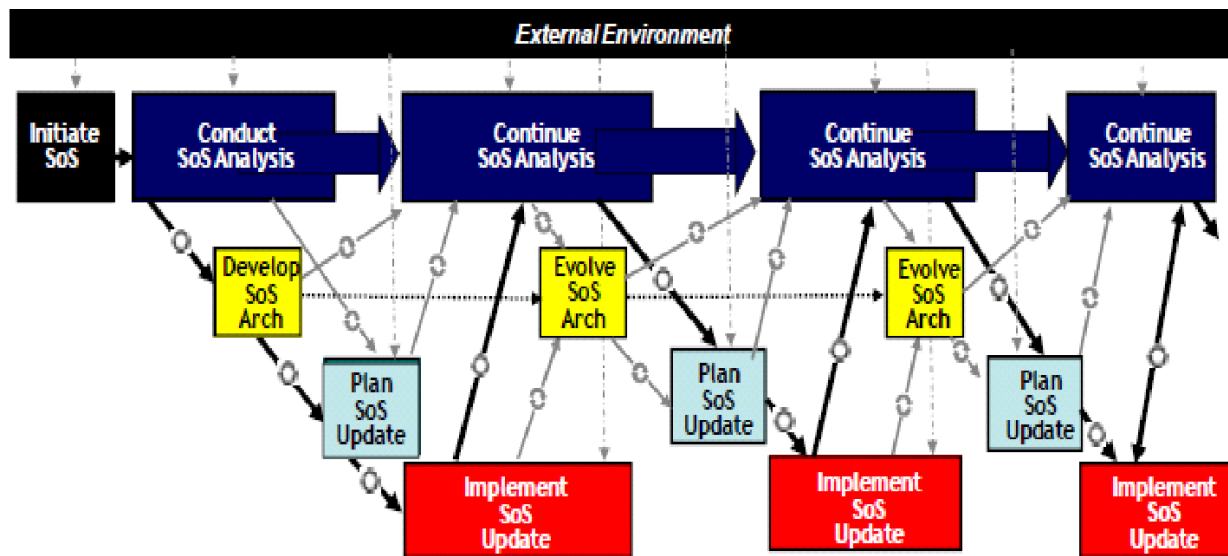 External Environment
Initiate
SoS
Conduct
SoS Analysis
Continue
SoS Analysis
Continue
SoS Analysis
Continue
SoS Analysis
Develop
SoS
Arch
Evolve
SoS
Arch
Evolve
SoS
Arch
Plan
SoS
Update
Plan
SoS
Update
Plan
SoS
Update
Implement
SoS
Update
Implement
SoS
Update
Implement
SoS
Update